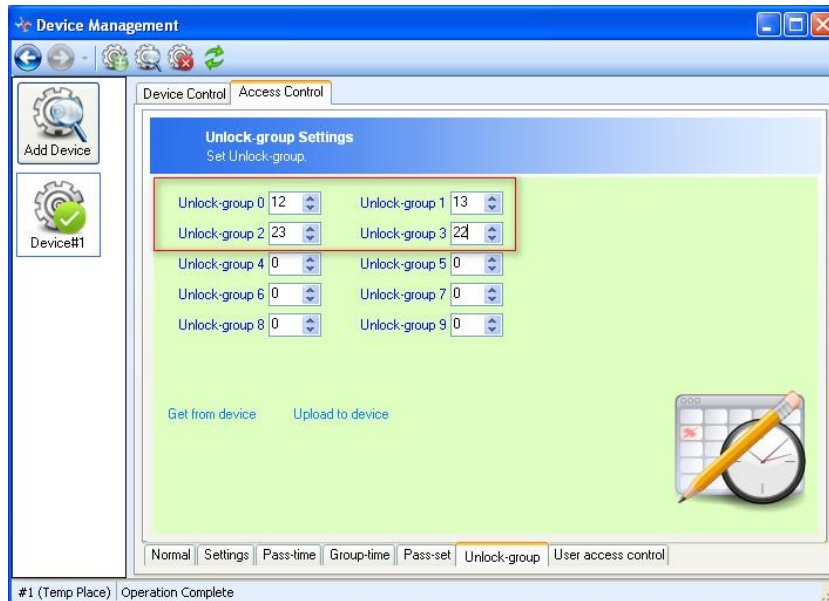 Device Management
Add Device
Device#1
Device Control Access Control
Unlock-group Settings
Set Unlock-group.
Unlock-group 0 12 Unlock-group 1 13
Unlock-group 2 23 Unlock-group 3 22
Unlock-group 4 0 Unlock-group 5 0
Unlock-group 6 0 Unlock-group 7 0
Unlock-group 8 0 Unlock-group 9 0
Get from device Upload to device
Normal Settings Pass-time Group-time Pass-set Unlock-group User access control
#1 (Temp Place) Operation Complete